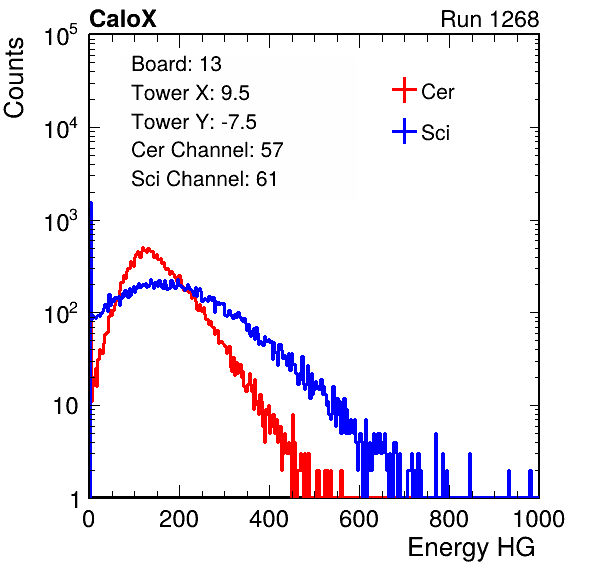 CaloX Run 1268
Counts
Board: 13
Tower X: 9.5
Tower Y: -7.5
Cer Channel: 57
Sci Channel: 61
Cer
Sci
10^5
10^4
10^3
10^2
10
1
0 200 400 600 800 1000
Energy HG